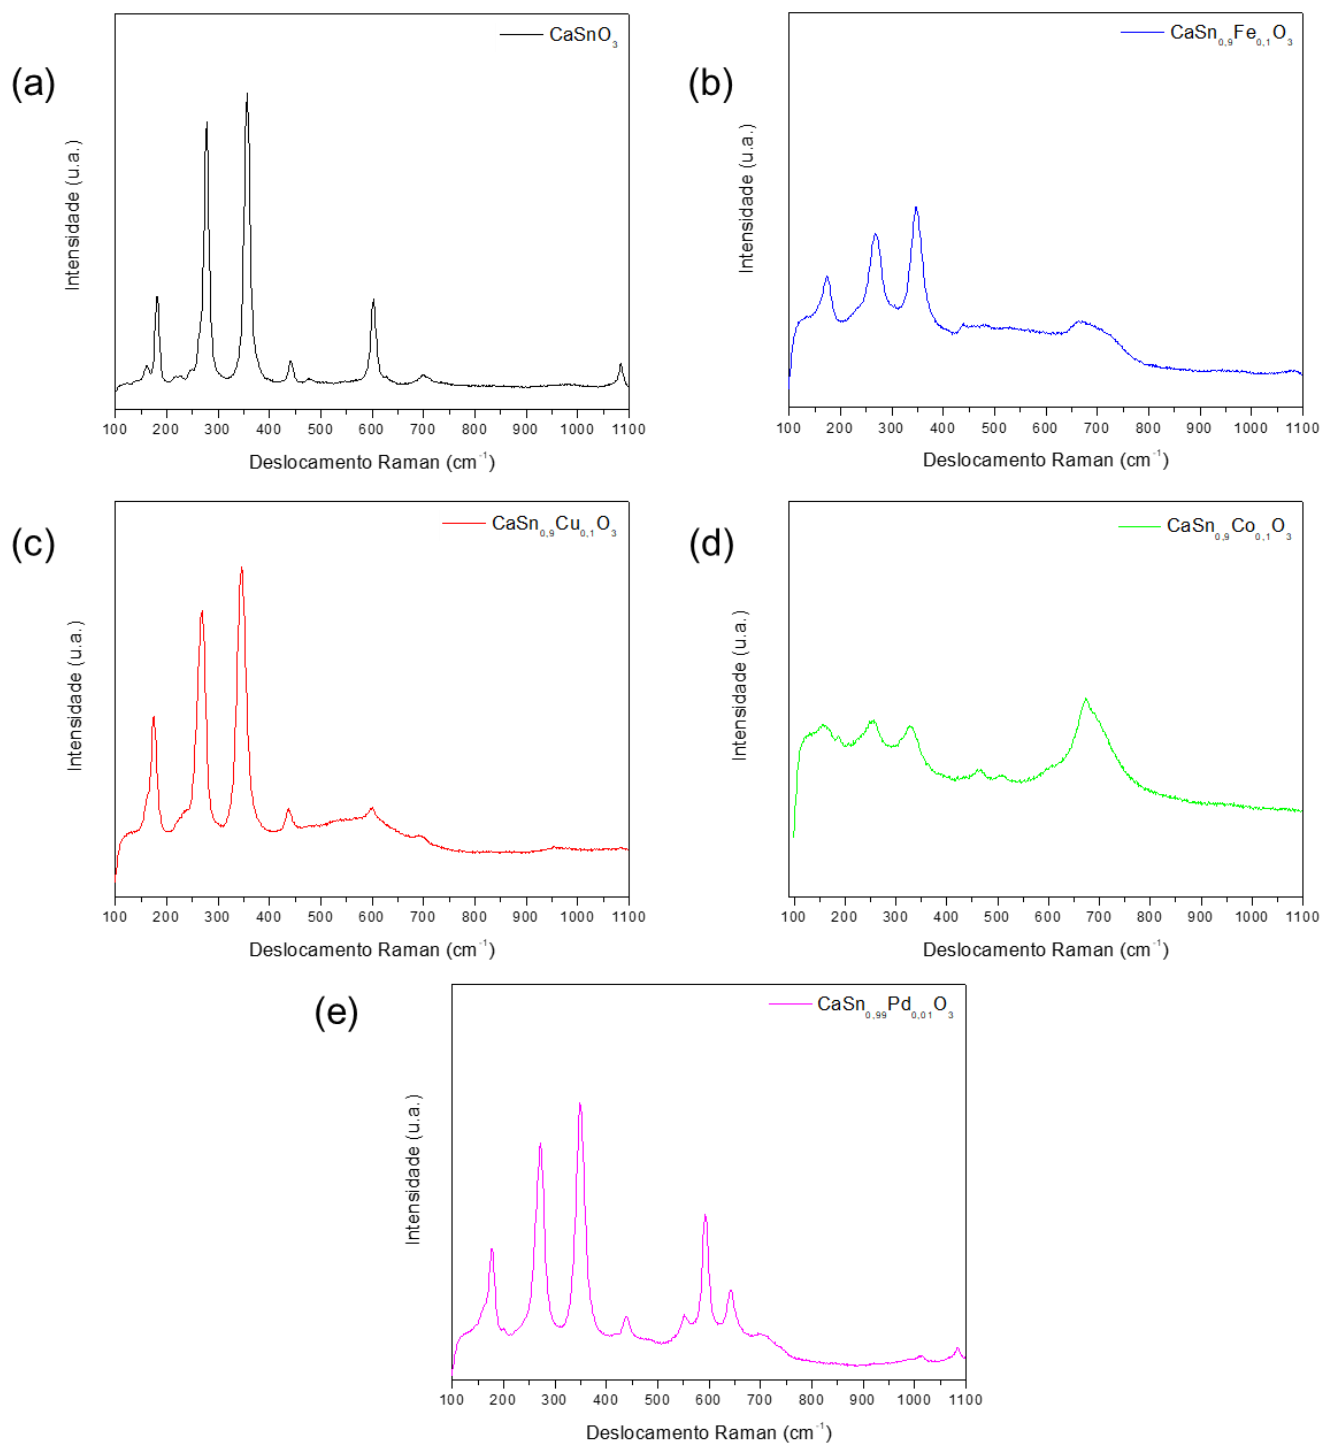 (a)
CaSnO3
Intensidade (u.a.)
100 200 300 400 500 600 700 800 900 1000 1100
Deslocamento Raman (cm-1)
(b)
CaSn0,9Fe0,1O3
Intensidade (u.a.)
100 200 300 400 500 600 700 800 900 1000 1100
Deslocamento Raman (cm-1)
(c)
CaSn0,9Cu0,1O3
Intensidade (u.a.)
100 200 300 400 500 600 700 800 900 1000 1100
Deslocamento Raman (cm-1)
(d)
CaSn0,9Co0,1O3
Intensidade (u.a.)
100 200 300 400 500 600 700 800 900 1000 1100
Deslocamento Raman (cm-1)
(e)
CaSn0,99Pd0,01O3
Intensidade (u.a.)
100 200 300 400 500 600 700 800 900 1000 1100
Deslocamento Raman (cm-1)